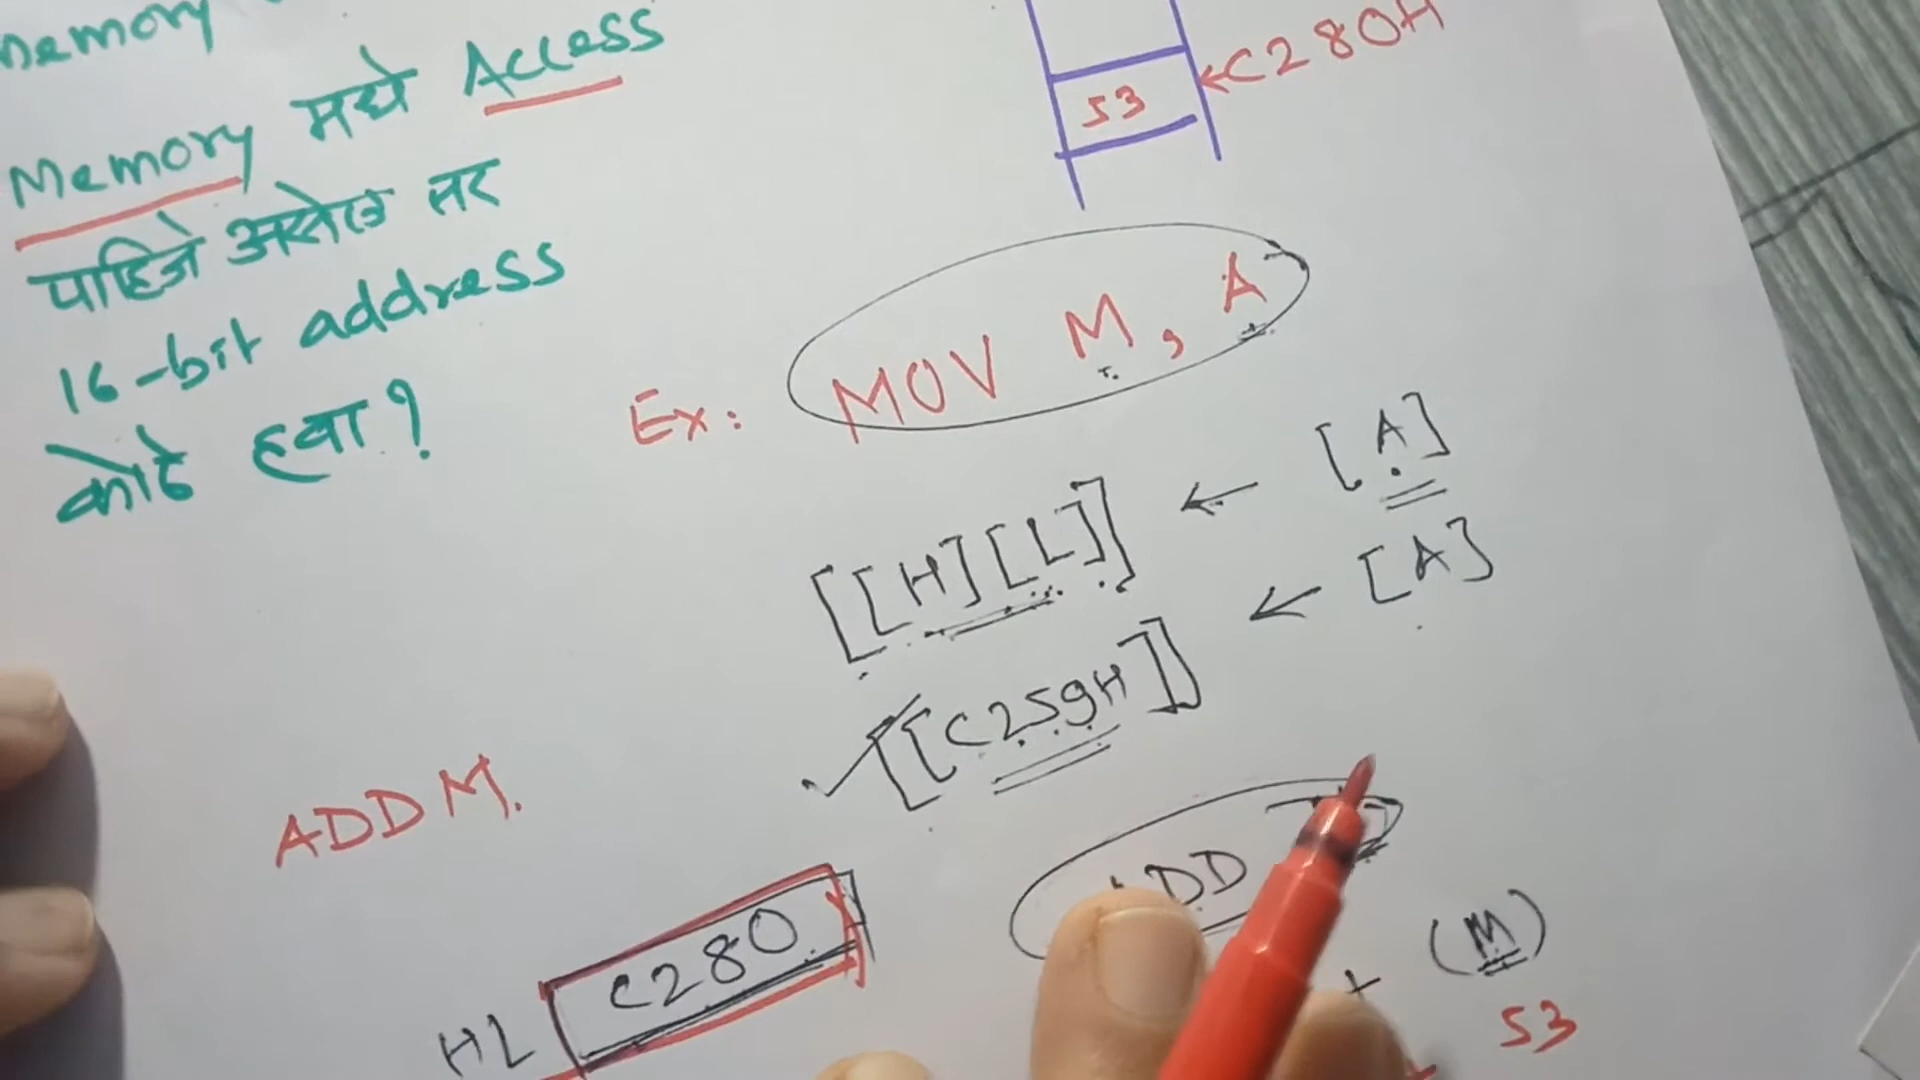 Memory
Memory मध्ये Access
पाहिजे असेल तर
16-bit address
कोठे हवा?
53
←C280H
Ex: MOV M, A
[[H][L]] ← [A]
[[C259H]] ← [A]
ADD M.
ADD
HL C280
+ (M)
53